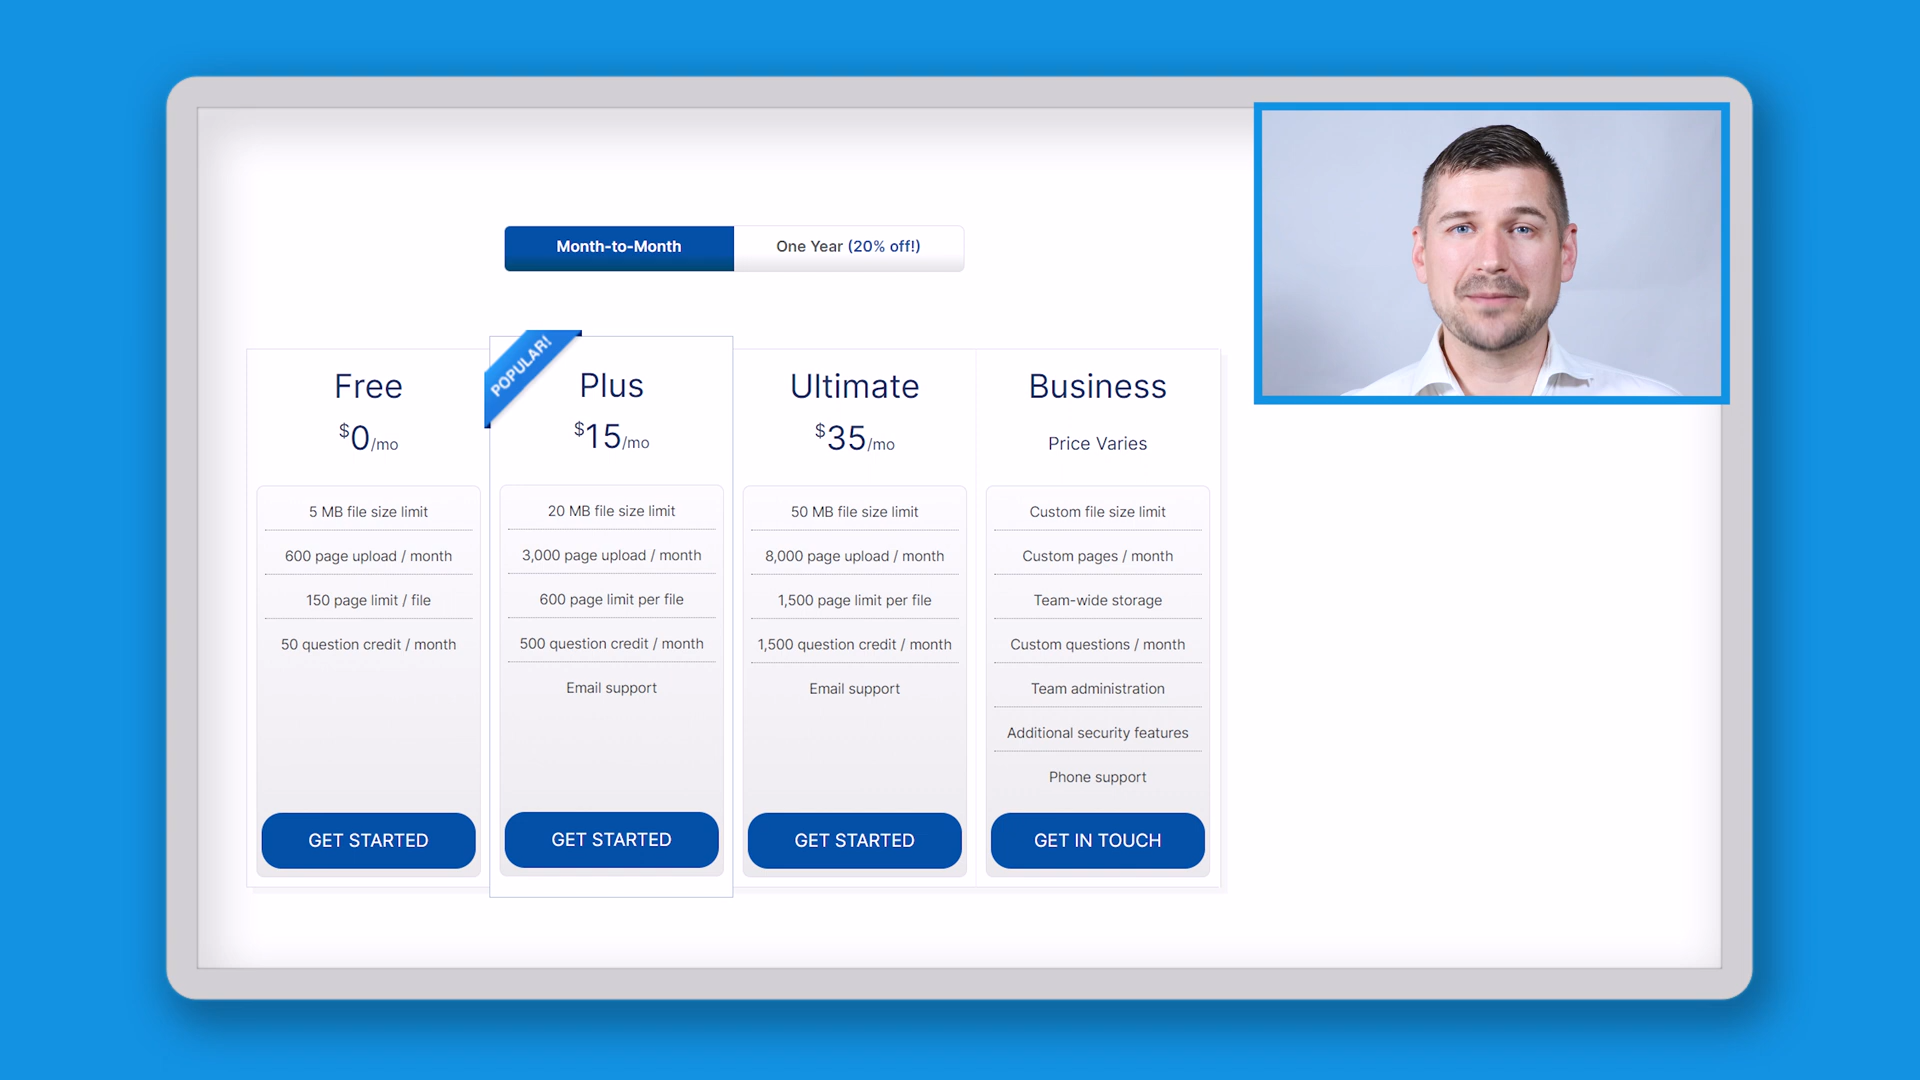 Month-to-Month
One Year (20% off!)
POPULAR!
Free
$0/mo
5 MB file size limit
600 page upload / month
150 page limit / file
50 question credit / month
GET STARTED
Plus
$15/mo
20 MB file size limit
3,000 page upload / month
600 page limit per file
500 question credit / month
Email support
GET STARTED
Ultimate
$35/mo
50 MB file size limit
8,000 page upload / month
1,500 page limit per file
1,500 question credit / month
Email support
GET STARTED
Business
Price Varies
Custom file size limit
Custom pages / month
Team-wide storage
Custom questions / month
Team administration
Additional security features
Phone support
GET IN TOUCH